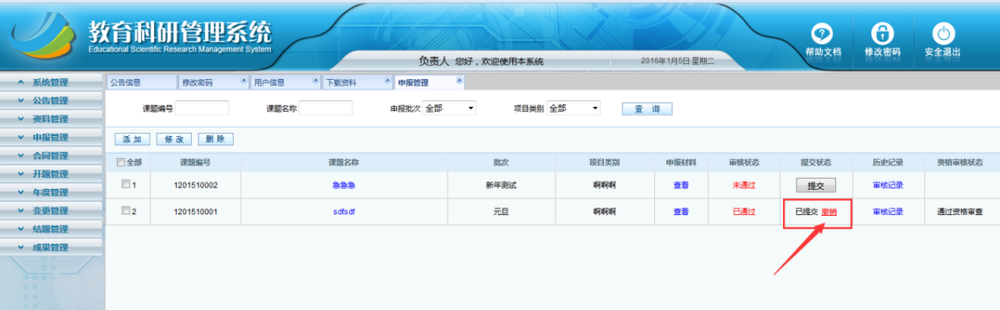 教育科研管理系统
Educational Scientific Research Management System
帮助文档 修改密码 安全退出
负责人 您好，欢迎使用本系统 2016年1月5日 星期二
系统管理
公告管理
资料管理
申报管理
合同管理
开题管理
年度管理
变更管理
结题管理
成果管理
公告信息 修改密码 用户信息 下载资料 申报管理
课题编号 课题名称 申报批次 全部 项目类别 全部 查 询
添 加 修 改 删 除
全部 课题编号 课题名称 批次 项目类别 申报材料 审核状态 提交状态 历史记录 资格审核状态
1 1201510002 急急急 新年测试 啊啊啊 查看 未通过 提交 审核记录
2 1201510001 sdfsdf 元旦 啊啊啊 查看 已通过 已提交 撤销 审核记录 通过资格审查